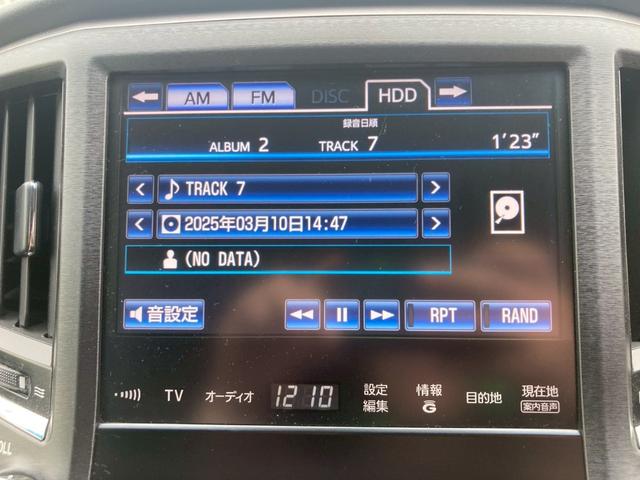 AM FM DISC HDD
録音日順
ALBUM 2 TRACK 7 1'23"
TRACK 7
2025年03月10日14:47
(NO DATA)
音設定 RPT RAND
TV オーディオ 12:10 設定 編集 情報 G 目的地 現在地 案内音声